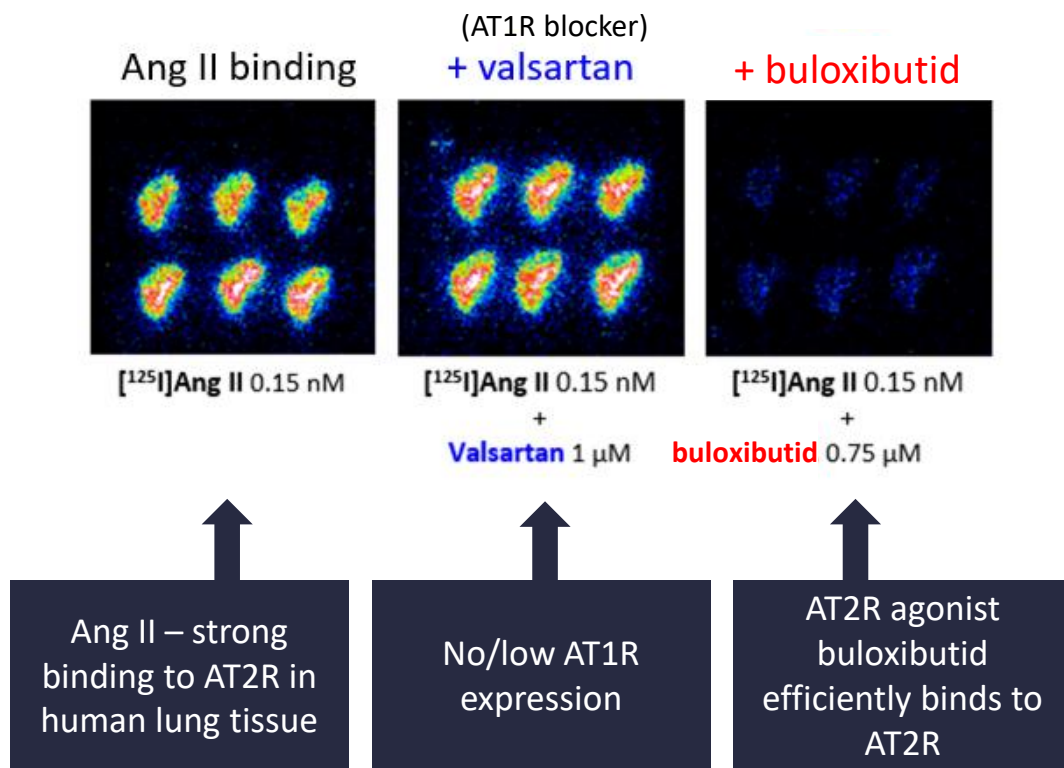 (AT1R blocker)
Ang II binding
+ valsartan
+ buloxibutid
[¹²⁵I]Ang II 0.15 nM
[¹²⁵I]Ang II 0.15 nM
+
Valsartan 1 µM
[¹²⁵I]Ang II 0.15 nM
+
buloxibutid 0.75 µM
Ang II – strong
binding to AT2R in
human lung tissue
No/low AT1R
expression
AT2R agonist
buloxibutid
efficiently binds to
AT2R